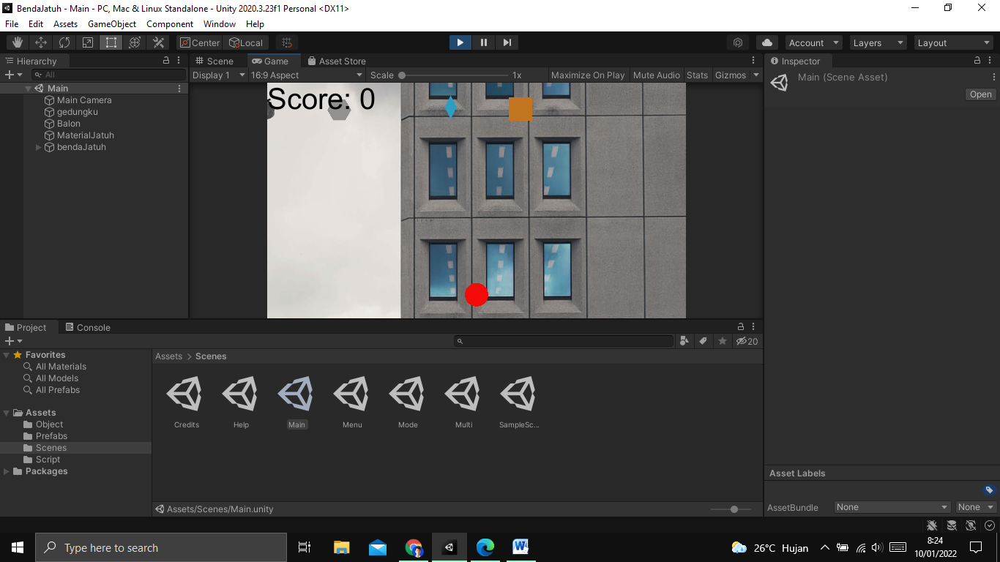 BendaJatuh - Main - PC, Mac & Linux Standalone - Unity 2020.3.23f1 Personal <DX11>
File Edit Assets GameObject Component Window Help
Center Local Account Layers Layout
Hierarchy
All
Main
Main Camera
gedungku
Balon
MaterialJatuh
bendaJatuh
Scene Game Asset Store
Display 1 16:9 Aspect Scale 1x Maximize On Play Mute Audio Stats Gizmos
Score: 0
Inspector
Main (Scene Asset)
Open
Project Console
20
Favorites
All Materials
All Models
All Prefabs
Assets
Object
Prefabs
Scenes
Script
Packages
Assets > Scenes
Credits Help Main Menu Mode Multi SampleSc...
Assets/Scenes/Main.unity
Asset Labels
AssetBundle None None
Type here to search
26°C Hujan
8:24
10/01/2022